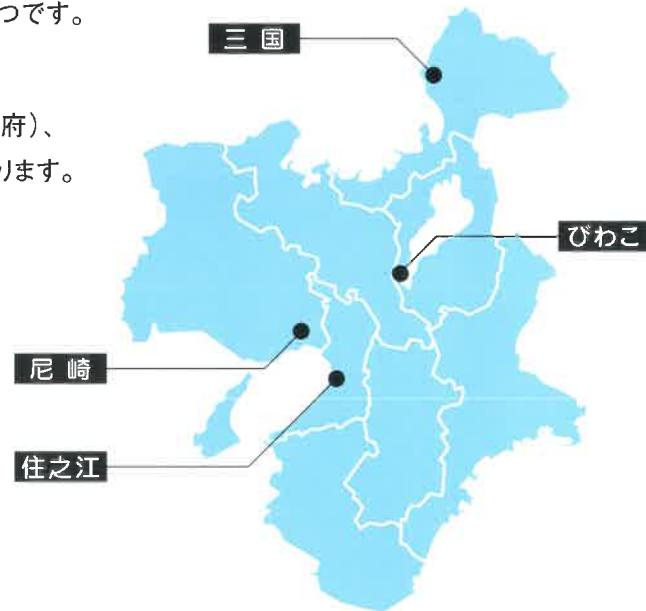 つです。
三国
府)、
ります。
びわこ
尼崎
住之江